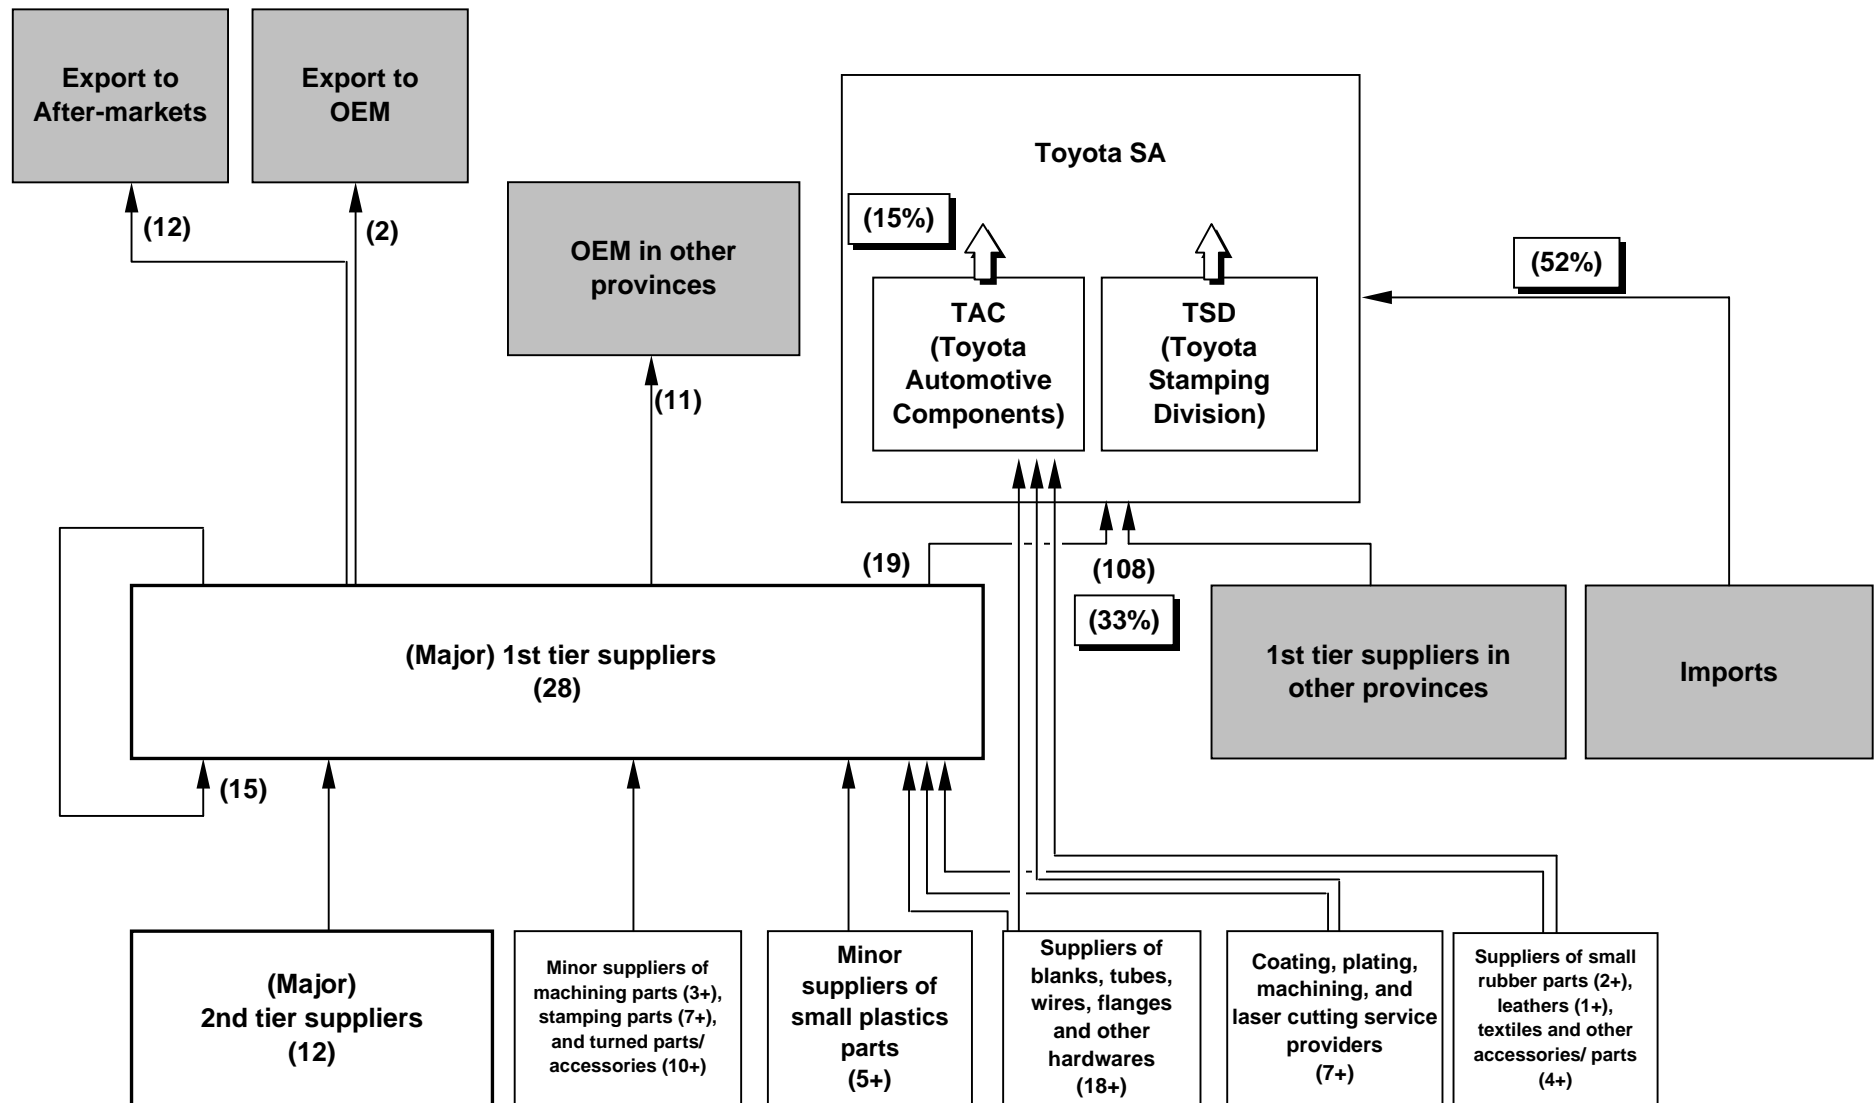 Export to
After-markets
Export to
OEM
Toyota SA
(15%)
(12)
(2)
OEM in other
provinces
(52%)
TAC
(Toyota
Automotive
Components)
TSD
(Toyota
Stamping
Division)
(11)
(19)
(108)
(33%)
(Major) 1st tier suppliers
(28)
1st tier suppliers in
other provinces
Imports
(15)
(Major)
2nd tier suppliers
(12)
Minor suppliers of
machining parts (3+),
stamping parts (7+),
and turned parts/
accessories (10+)
Minor
suppliers of
small plastics
parts
(5+)
Suppliers of
blanks, tubes,
wires, flanges
and other
hardwares
(18+)
Coating, plating,
machining, and
laser cutting service
providers
(7+)
Suppliers of small
rubber parts (2+),
leathers (1+),
textiles and other
accessories/ parts
(4+)